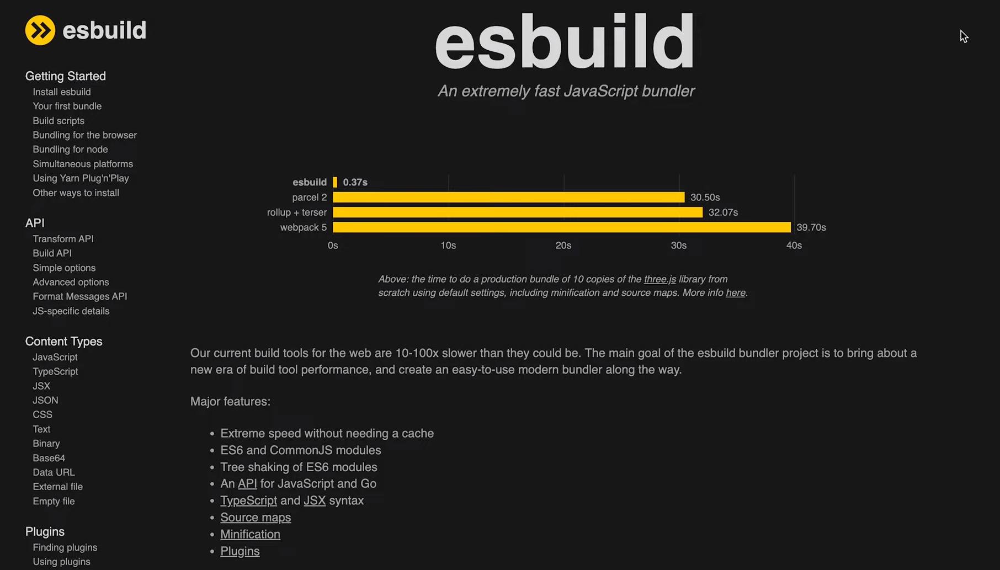 esbuild
Getting Started
Install esbuild
Your first bundle
Build scripts
Bundling for the browser
Bundling for node
Simultaneous platforms
Using Yarn Plug'n'Play
Other ways to install
API
Transform API
Build API
Simple options
Advanced options
Format Messages API
JS-specific details
Content Types
JavaScript
TypeScript
JSX
JSON
CSS
Text
Binary
Base64
Data URL
External file
Empty file
Plugins
Finding plugins
Using plugins
esbuild
An extremely fast JavaScript bundler
esbuild 0.37s
parcel 2 30.50s
rollup + terser 32.07s
webpack 5 39.70s
0s 10s 20s 30s 40s
Above: the time to do a production bundle of 10 copies of the three.js library from
scratch using default settings, including minification and source maps. More info here.
Our current build tools for the web are 10-100x slower than they could be. The main goal of the esbuild bundler project is to bring about a
new era of build tool performance, and create an easy-to-use modern bundler along the way.
Major features:
• Extreme speed without needing a cache
• ES6 and CommonJS modules
• Tree shaking of ES6 modules
• An API for JavaScript and Go
• TypeScript and JSX syntax
• Source maps
• Minification
• Plugins